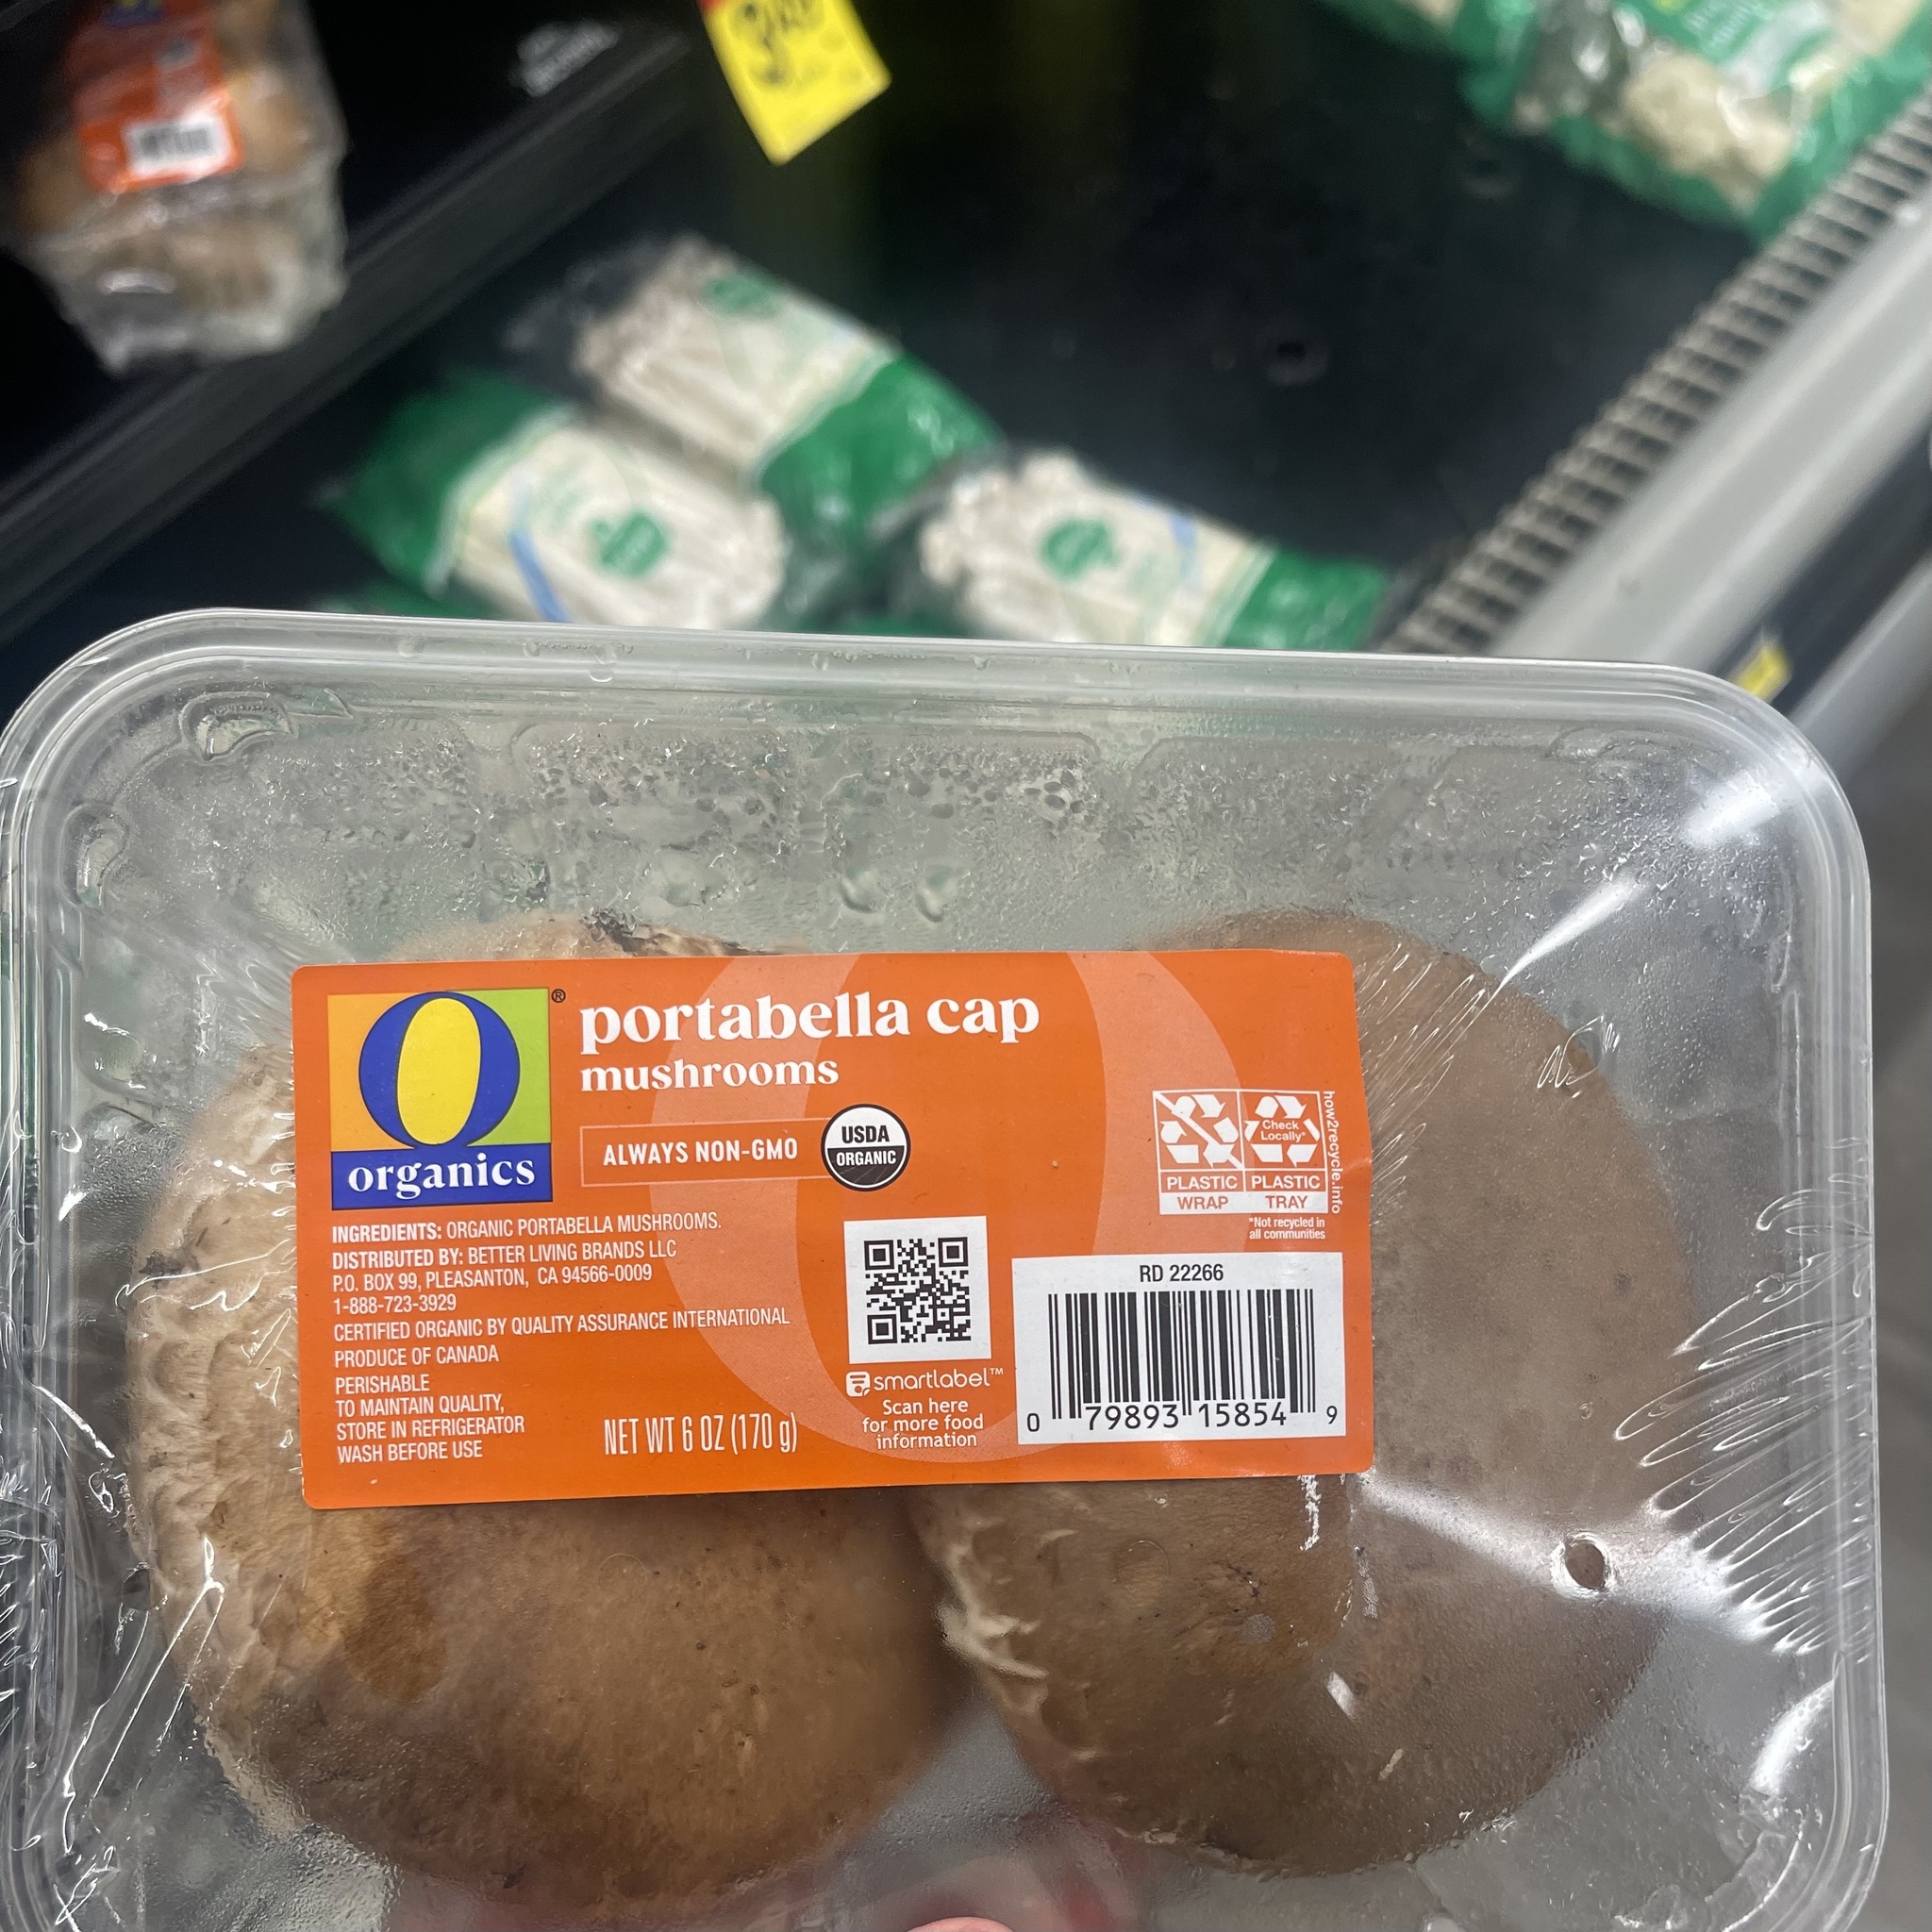 O
organics
®
portabella cap
mushrooms
ALWAYS NON-GMO
USDA
ORGANIC
INGREDIENTS: ORGANIC PORTABELLA MUSHROOMS.
DISTRIBUTED BY: BETTER LIVING BRANDS LLC
P.O. BOX 99, PLEASANTON, CA 94566-0009
1-888-723-3929
CERTIFIED ORGANIC BY QUALITY ASSURANCE INTERNATIONAL
PRODUCE OF CANADA
PERISHABLE
TO MAINTAIN QUALITY,
STORE IN REFRIGERATOR
WASH BEFORE USE
NET WT 6 OZ (170 g)
smartlabel™
Scan here
for more food
information
Check
Locally*
PLASTIC
WRAP
PLASTIC
TRAY
how2recycle.info
*Not recycled in
all communities
RD 22266
0 79893 15854 9